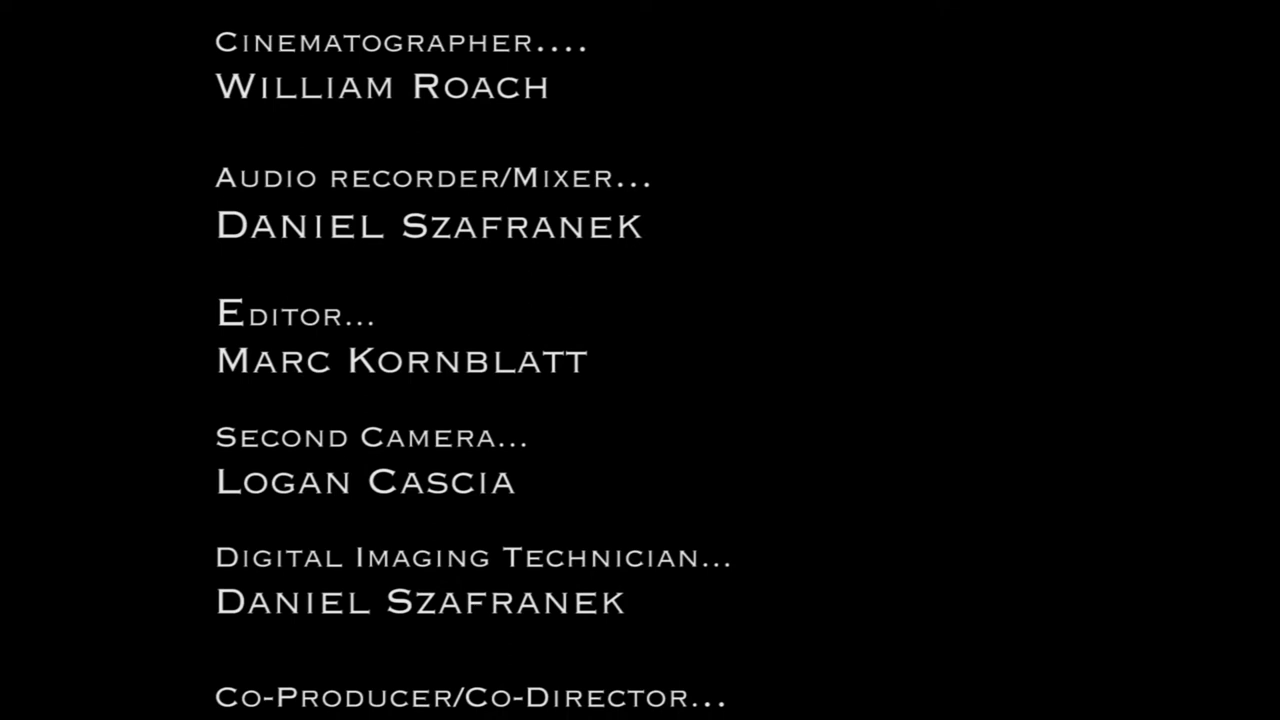 Cinematographer....
William Roach
Audio recorder/Mixer...
Daniel Szafranek
Editor...
Marc Kornblatt
Second Camera...
Logan Cascia
Digital Imaging Technician...
Daniel Szafranek
Co-Producer/Co-Director...